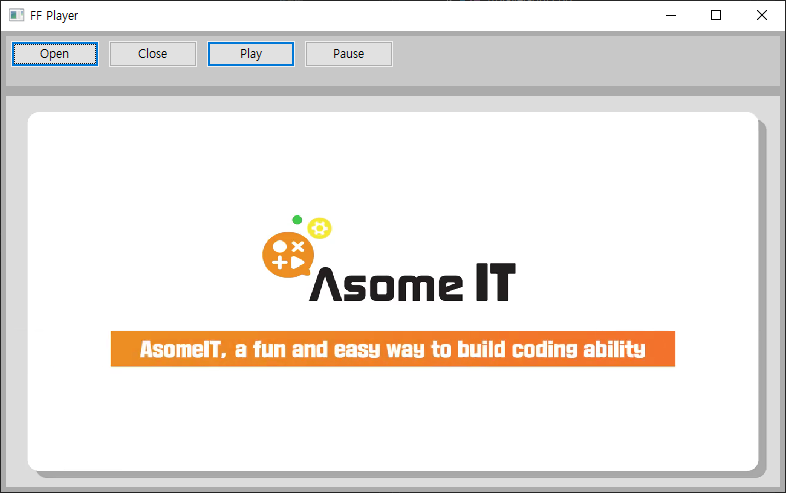 FF Player
Open Close Play Pause
Asome IT
AsomeIT, a fun and easy way to build coding ability